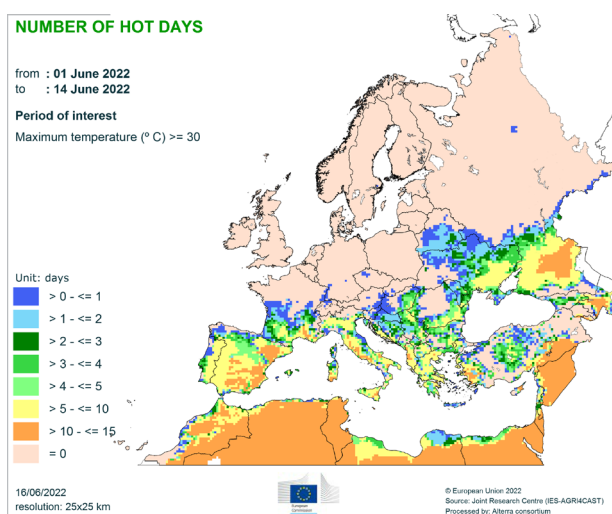 NUMBER OF HOT DAYS
from : 01 June 2022
to : 14 June 2022
Period of interest
Maximum temperature (º C) >= 30
Unit: days
> 0 - <= 1
> 1 - <= 2
> 2 - <= 3
> 3 - <= 4
> 4 - <= 5
> 5 - <= 10
> 10 - <= 15
= 0
16/06/2022
resolution: 25x25 km
European
Commission
© European Union 2022
Source: Joint Research Centre (IES-AGRI4CAST)
Processed by: Alterra consortium